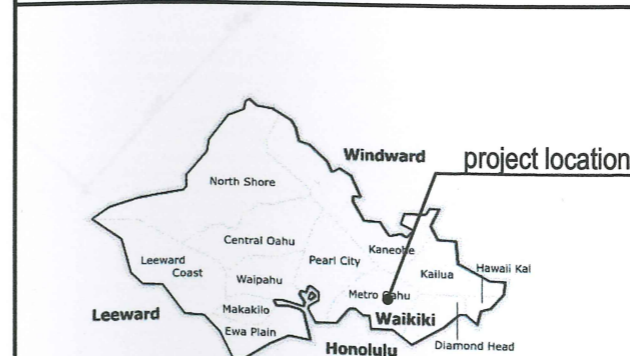 Windward
project location
North Shore
Central Oahu
Kaneohe
Leeward
Coast
Pearl City
Hawaii Kai
Kailua
Waipahu
Metro Oahu
Makakilo
Leeward
Waikiki
Ewa Plain
Honolulu
Diamond Head